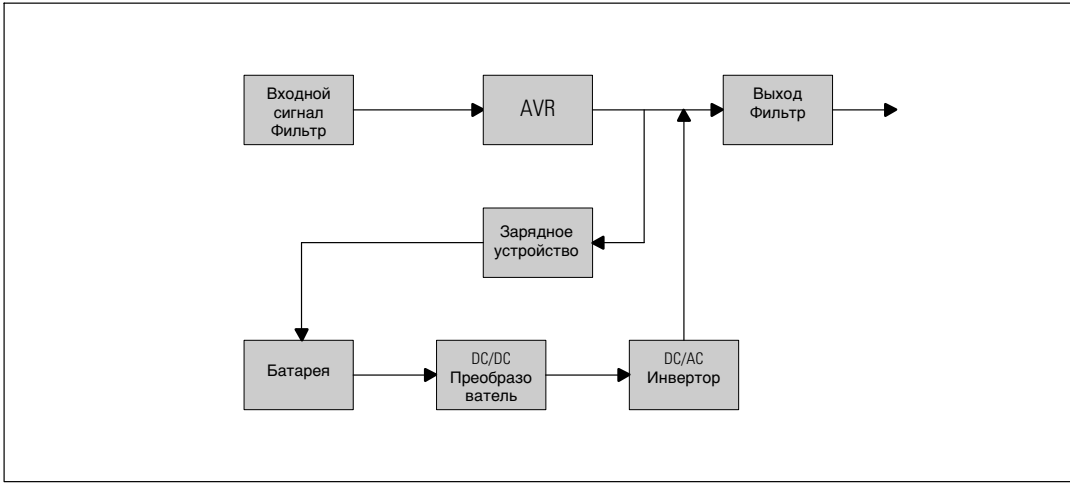 Входной
сигнал
Фильтр
AVR
Выход
Фильтр
Зарядное
устройство
Батарея
DC/DC
Преобразо
ватель
DC/AC
Инвертор